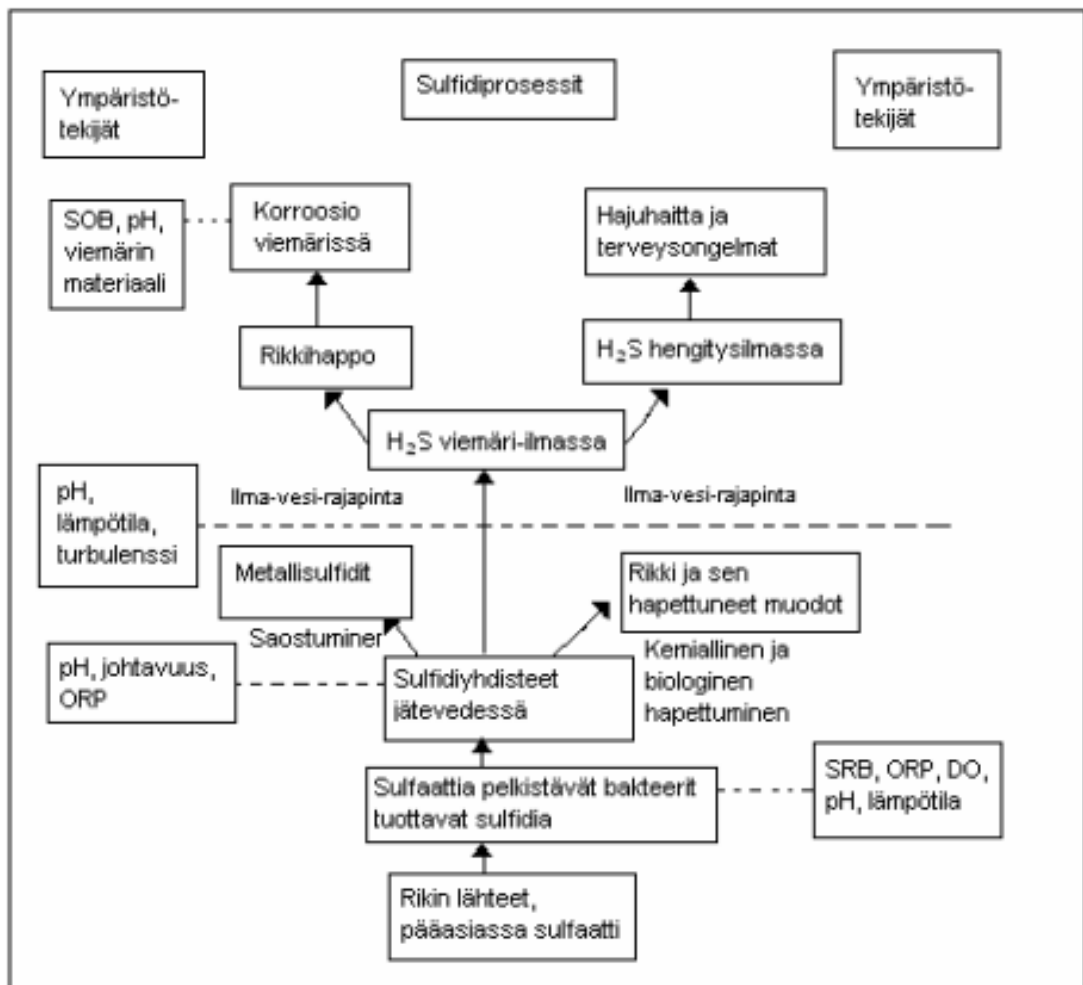 Ympäristö-
tekijät
Sulfidiprosessit
Ympäristö-
tekijät
SOB, pH,
viemärin
materiaali
Korroosio
viemärissä
Hajuhaitta ja
terveysongelmat
Rikkihappo
H₂S hengitysilmassa
H₂S viemäri-ilmassa
pH,
lämpötila,
turbulenssi
Ilma-vesi-rajapinta
Ilma-vesi-rajapinta
Metallisulfidit
Rikki ja sen
hapettuneet muodot
Saostuminer
Kemiallinen ja
biologinen
hapettuminen
pH, johtavuus,
ORP
Sulfidiyhdisteet
jätevedessä
Sulfaattia pelkistävät bakteerit
tuottavat sulfidia
SRB, ORP, DO,
pH, lämpötila
Rikin lähteet,
pääasiassa sulfaatti